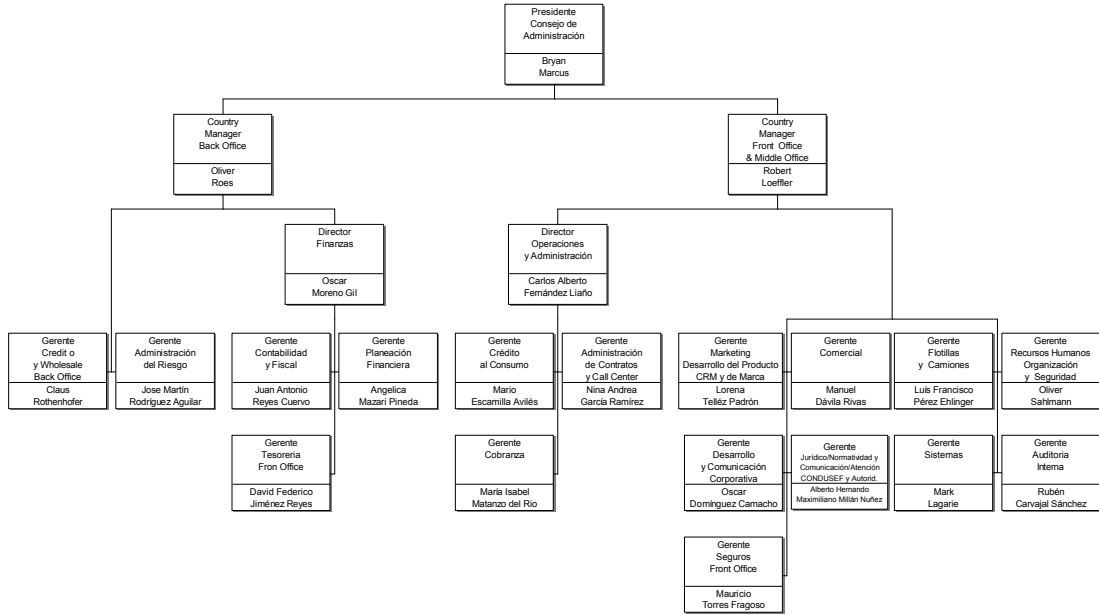 Presidente
Consejo de
Administración
Bryan
Marcus
Country
Manager
Back Office
Oliver
Roes
Country
Manager
Front Office
& Middle Office
Robert
Loeffler
Director
Finanzas
Oscar
Moreno Gil
Director
Operaciones
y Administración
Carlos Alberto
Fernández Liaño
Gerente
Credit o
y Wholesale
Back Office
Claus
Rothenhofer
Gerente
Administración
del Riesgo
Jose Martín
Rodríguez Aguilar
Gerente
Contabilidad
y Fiscal
Juan Antonio
Reyes Cuervo
Gerente
Planeación
Financiera
Angelica
Mazari Pineda
Gerente
Crédito
al Consumo
Mario
Escamilla Avilés
Gerente
Administración
de Contratos
y Call Center
Nina Andrea
García Ramírez
Gerente
Marketing
Desarrollo del Producto
CRM y de Marca
Lorena
Telléz Padrón
Gerente
Comercial
Manuel
Dávila Rivas
Gerente
Flotillas
y Camiones
Luís Francisco
Pérez Ehlinger
Gerente
Recursos Humanos
Organización
y Seguridad
Oliver
Sahlmann
Gerente
Tesoreria
Fron Office
David Federico
Jiménez Reyes
Gerente
Cobranza
María Isabel
Matanzo del Rio
Gerente
Desarrollo
y Comunicación
Corporativa
Oscar
Domínguez Camacho
Gerente
Jurídico/Normatividad y
Comunicación/Atención
CONDUSEF y Autorid.
Alberto Hernando
Maximiliano Millán Nuñez
Gerente
Sistemas
Mark
Lagarie
Gerente
Auditoria
Interna
Rubén
Carvajal Sánchez
Gerente
Seguros
Front Office
Mauricio
Torres Fragoso